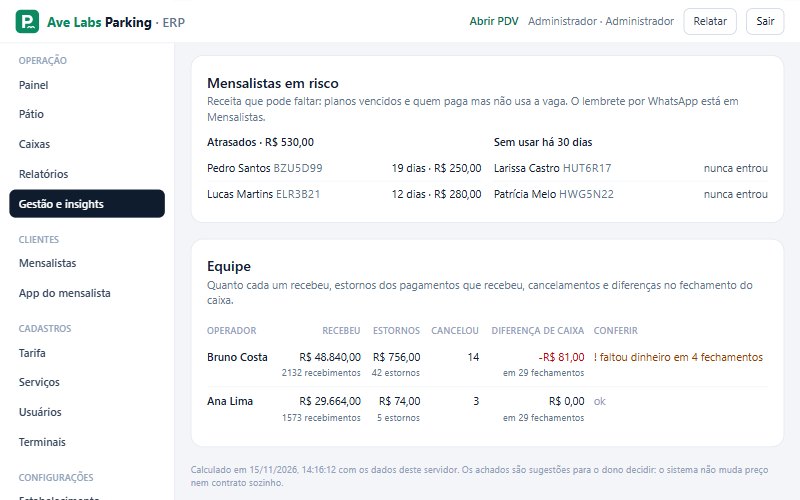 Ave Labs Parking · ERP
Abrir PDV
Administrador · Administrador
Relatar
Sair
OPERAÇÃO
Painel
Pátio
Caixas
Relatórios
Gestão e insights
CLIENTES
Mensalistas
App do mensalista
CADASTROS
Tarifa
Serviços
Usuários
Terminais
CONFIGURAÇÕES
Mensalistas em risco
Receita que pode faltar: planos vencidos e quem paga mas não usa a vaga. O lembrete por WhatsApp está em
Mensalistas.
Atrasados · R$ 530,00
Pedro Santos BZU5D99 19 dias · R$ 250,00
Lucas Martins ELR3B21 12 dias · R$ 280,00
Sem usar há 30 dias
Larissa Castro HUT6R17 nunca entrou
Patrícia Melo HWG5N22 nunca entrou
Equipe
Quanto cada um recebeu, estornos dos pagamentos que recebeu, cancelamentos e diferenças no fechamento do
caixa.
OPERADOR RECEBEU ESTORNOS CANCELOU DIFERENÇA DE CAIXA CONFERIR
Bruno Costa R$ 48.840,00 R$ 756,00 14 -R$ 81,00 ! faltou dinheiro em 4 fechamentos
2132 recebimentos 42 estornos em 29 fechamentos
Ana Lima R$ 29.664,00 R$ 74,00 3 R$ 0,00 ok
1573 recebimentos 5 estornos em 29 fechamentos
Calculado em 15/11/2026, 14:16:12 com os dados deste servidor. Os achados são sugestões para o dono decidir: o sistema não muda preço
nem contrato sozinho.